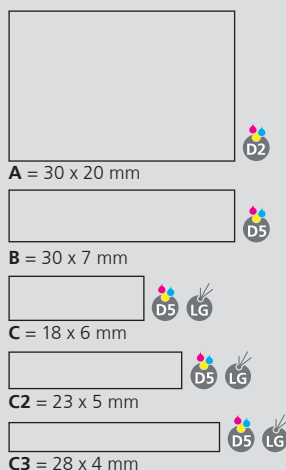 D2
A = 30 x 20 mm
D5
B = 30 x 7 mm
D5 LG
C = 18 x 6 mm
D5 LG
C2 = 23 x 5 mm
D5 LG
C3 = 28 x 4 mm